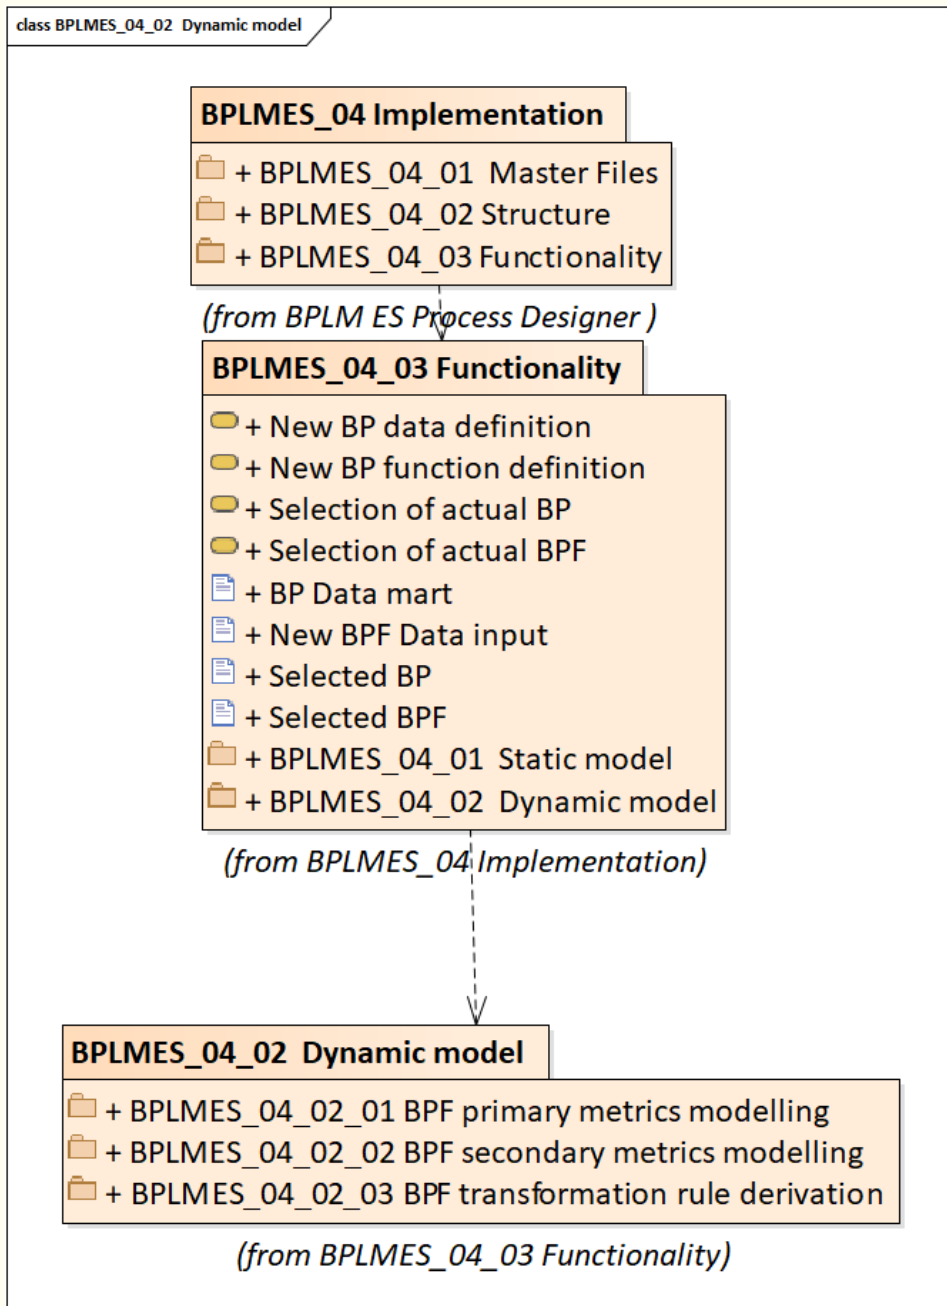 class BPLMES_04_02 Dynamic model
BPLMES_04 Implementation
+ BPLMES_04_01 Master Files
+ BPLMES_04_02 Structure
+ BPLMES_04_03 Functionality
(from BPLM ES Process Designer )
BPLMES_04_03 Functionality
+ New BP data definition
+ New BP function definition
+ Selection of actual BP
+ Selection of actual BPF
+ BP Data mart
+ New BPF Data input
+ Selected BP
+ Selected BPF
+ BPLMES_04_01 Static model
+ BPLMES_04_02 Dynamic model
(from BPLMES_04 Implementation)
BPLMES_04_02 Dynamic model
+ BPLMES_04_02_01 BPF primary metrics modelling
+ BPLMES_04_02_02 BPF secondary metrics modelling
+ BPLMES_04_02_03 BPF transformation rule derivation
(from BPLMES_04_03 Functionality)